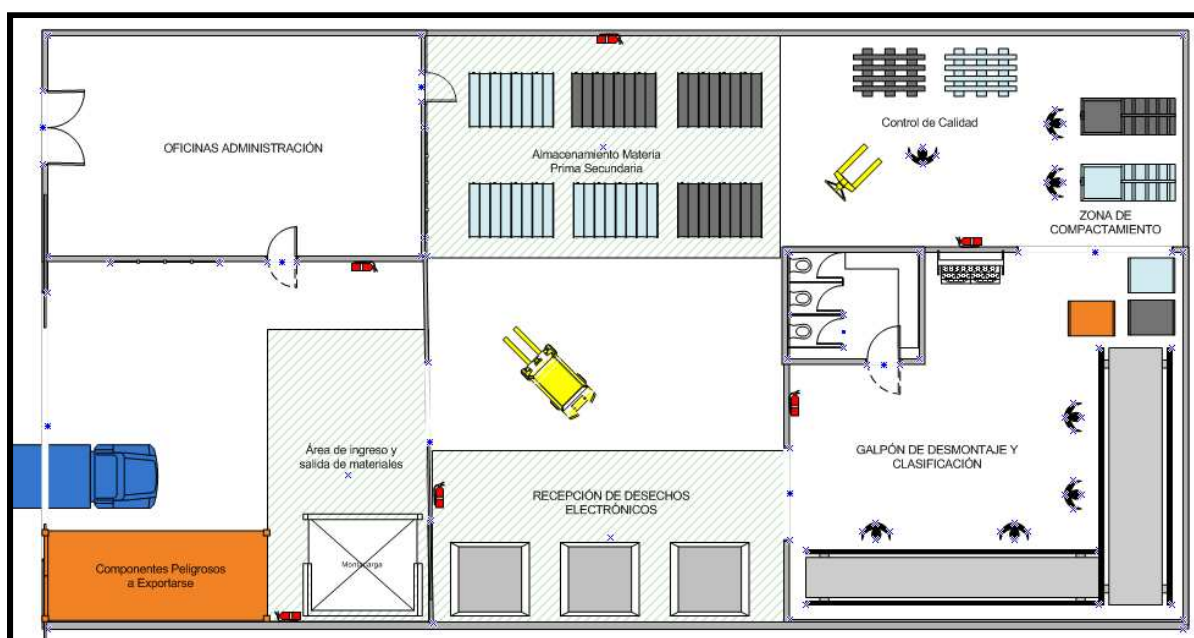 OFICINAS ADMINISTRACIÓN
Almacenamiento Materia
Prima Secundaria
Control de Calidad
ZONA DE
COMPACTAMIENTO
Área de ingreso y
salida de materiales
RECEPCIÓN DE DESECHOS
ELECTRÓNICOS
GALPÓN DE DESMONTAJE Y
CLASIFICACIÓN
Componentes Peligrosos
a Exportarse
Montacarga